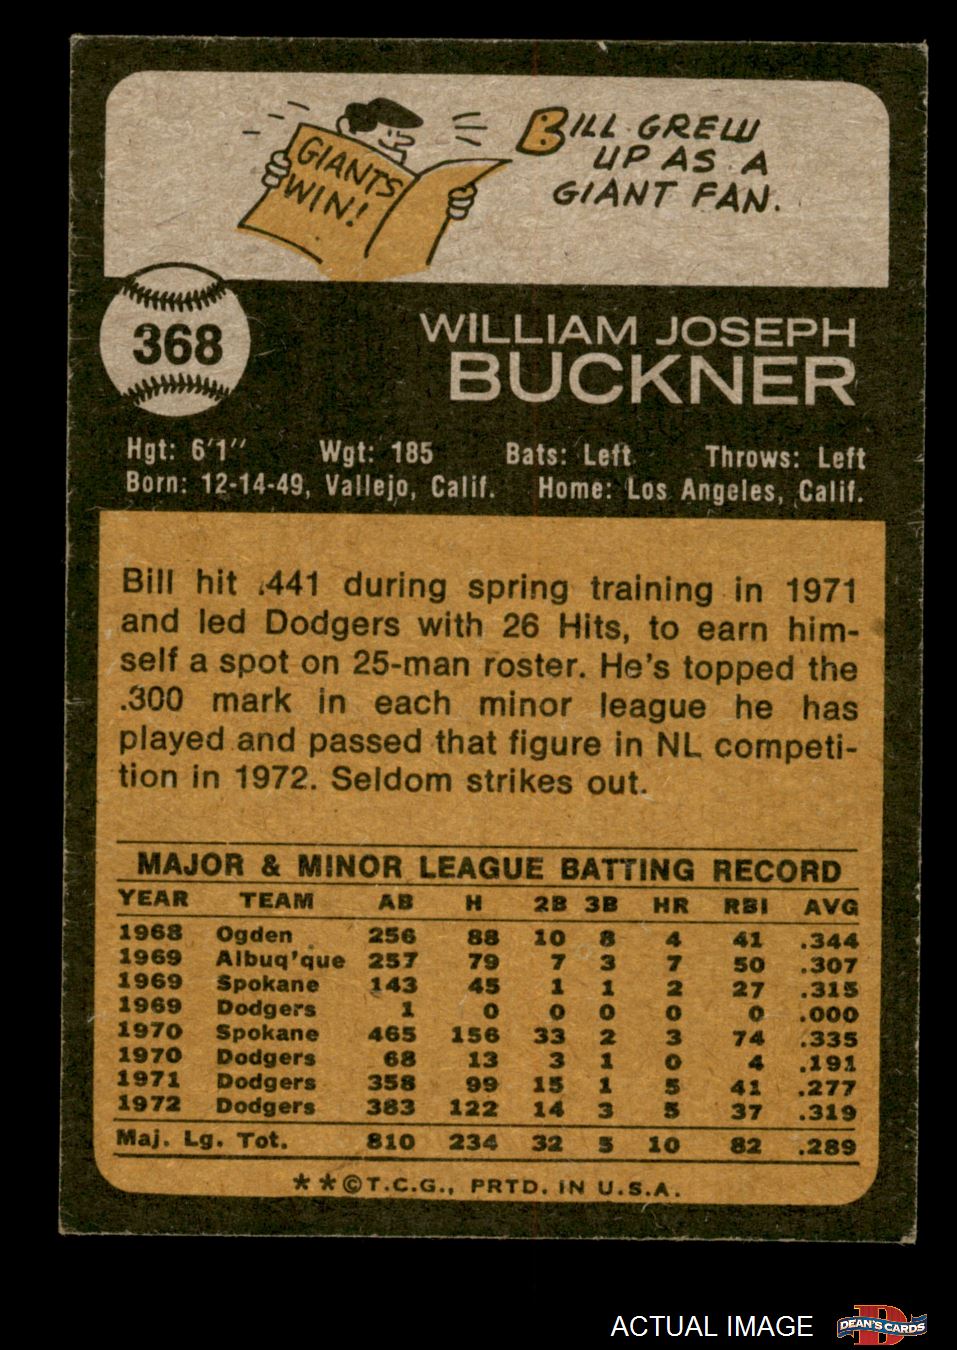 GIANTS
WIN!
BILL GREW
UP AS A
GIANT FAN.
368
WILLIAM JOSEPH
BUCKNER
Hgt: 6'1" Wgt: 185 Bats: Left Throws: Left
Born: 12-14-49, Vallejo, Calif. Home: Los Angeles, Calif.
Bill hit .441 during spring training in 1971
and led Dodgers with 26 Hits, to earn him-
self a spot on 25-man roster. He's topped the
.300 mark in each minor league he has
played and passed that figure in NL competi-
tion in 1972. Seldom strikes out.
MAJOR & MINOR LEAGUE BATTING RECORD
YEAR TEAM AB H 2B 3B HR RBI AVG
1968 Ogden 256 88 10 8 4 41 .344
1969 Albuq'que 257 79 7 3 7 50 .307
1969 Spokane 143 45 1 1 2 27 .315
1969 Dodgers 1 0 0 0 0 0 .000
1970 Spokane 465 156 33 2 3 74 .335
1970 Dodgers 68 13 3 1 0 4 .191
1971 Dodgers 358 99 15 1 5 41 .277
1972 Dodgers 383 122 14 3 5 37 .319
Maj. Lg. Tot. 810 234 32 5 10 82 .289
**©T.C.G., PRTD. IN U.S.A.
ACTUAL IMAGE
D
DEAN'S CARDS